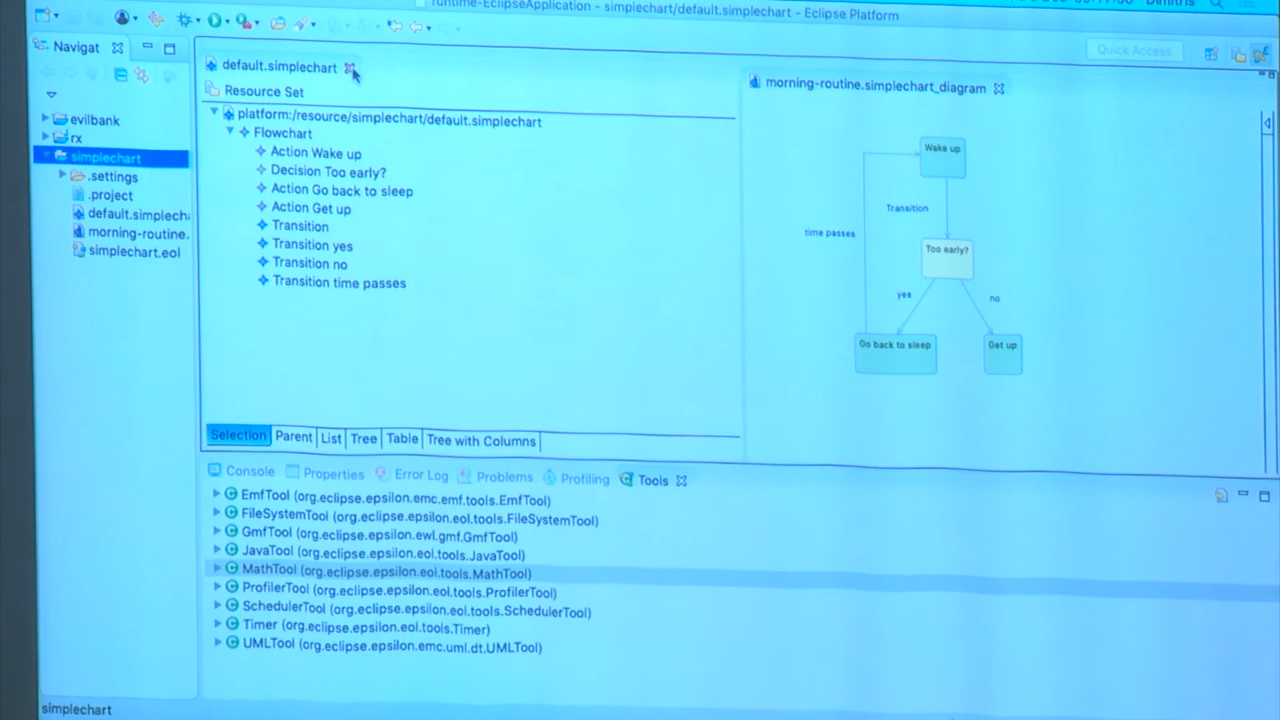 runtime-EclipseApplication - simplechart/default.simplechart - Eclipse Platform
Dimitris
Quick Access
Navigat
default.simplechart
morning-routine.simplechart_diagram
Resource Set
platform:/resource/simplechart/default.simplechart
Flowchart
Action Wake up
Decision Too early?
Action Go back to sleep
Action Get up
Transition
Transition yes
Transition no
Transition time passes
evilbank
rx
simplechart
.settings
.project
default.simplech
morning-routine.
simplechart.eol
Wake up
Transition
time passes
Too early?
yes
no
Go back to sleep
Get up
Selection Parent List Tree Table Tree with Columns
Console Properties Error Log Problems Profiling Tools
EmfTool (org.eclipse.epsilon.emc.emf.tools.EmfTool)
FileSystemTool (org.eclipse.epsilon.eol.tools.FileSystemTool)
GmfTool (org.eclipse.epsilon.ewl.gmf.GmfTool)
JavaTool (org.eclipse.epsilon.eol.tools.JavaTool)
MathTool (org.eclipse.epsilon.eol.tools.MathTool)
ProfilerTool (org.eclipse.epsilon.eol.tools.ProfilerTool)
SchedulerTool (org.eclipse.epsilon.eol.tools.SchedulerTool)
Timer (org.eclipse.epsilon.eol.tools.Timer)
UMLTool (org.eclipse.epsilon.emc.uml.dt.UMLTool)
simplechart